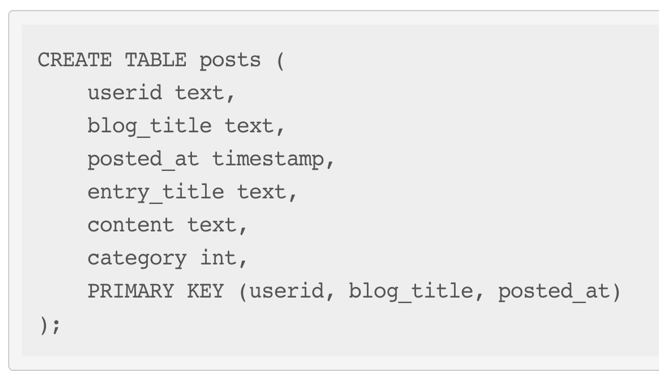 CREATE TABLE posts (
    userid text,
    blog_title text,
    posted_at timestamp,
    entry_title text,
    content text,
    category int,
    PRIMARY KEY (userid, blog_title, posted_at)
);